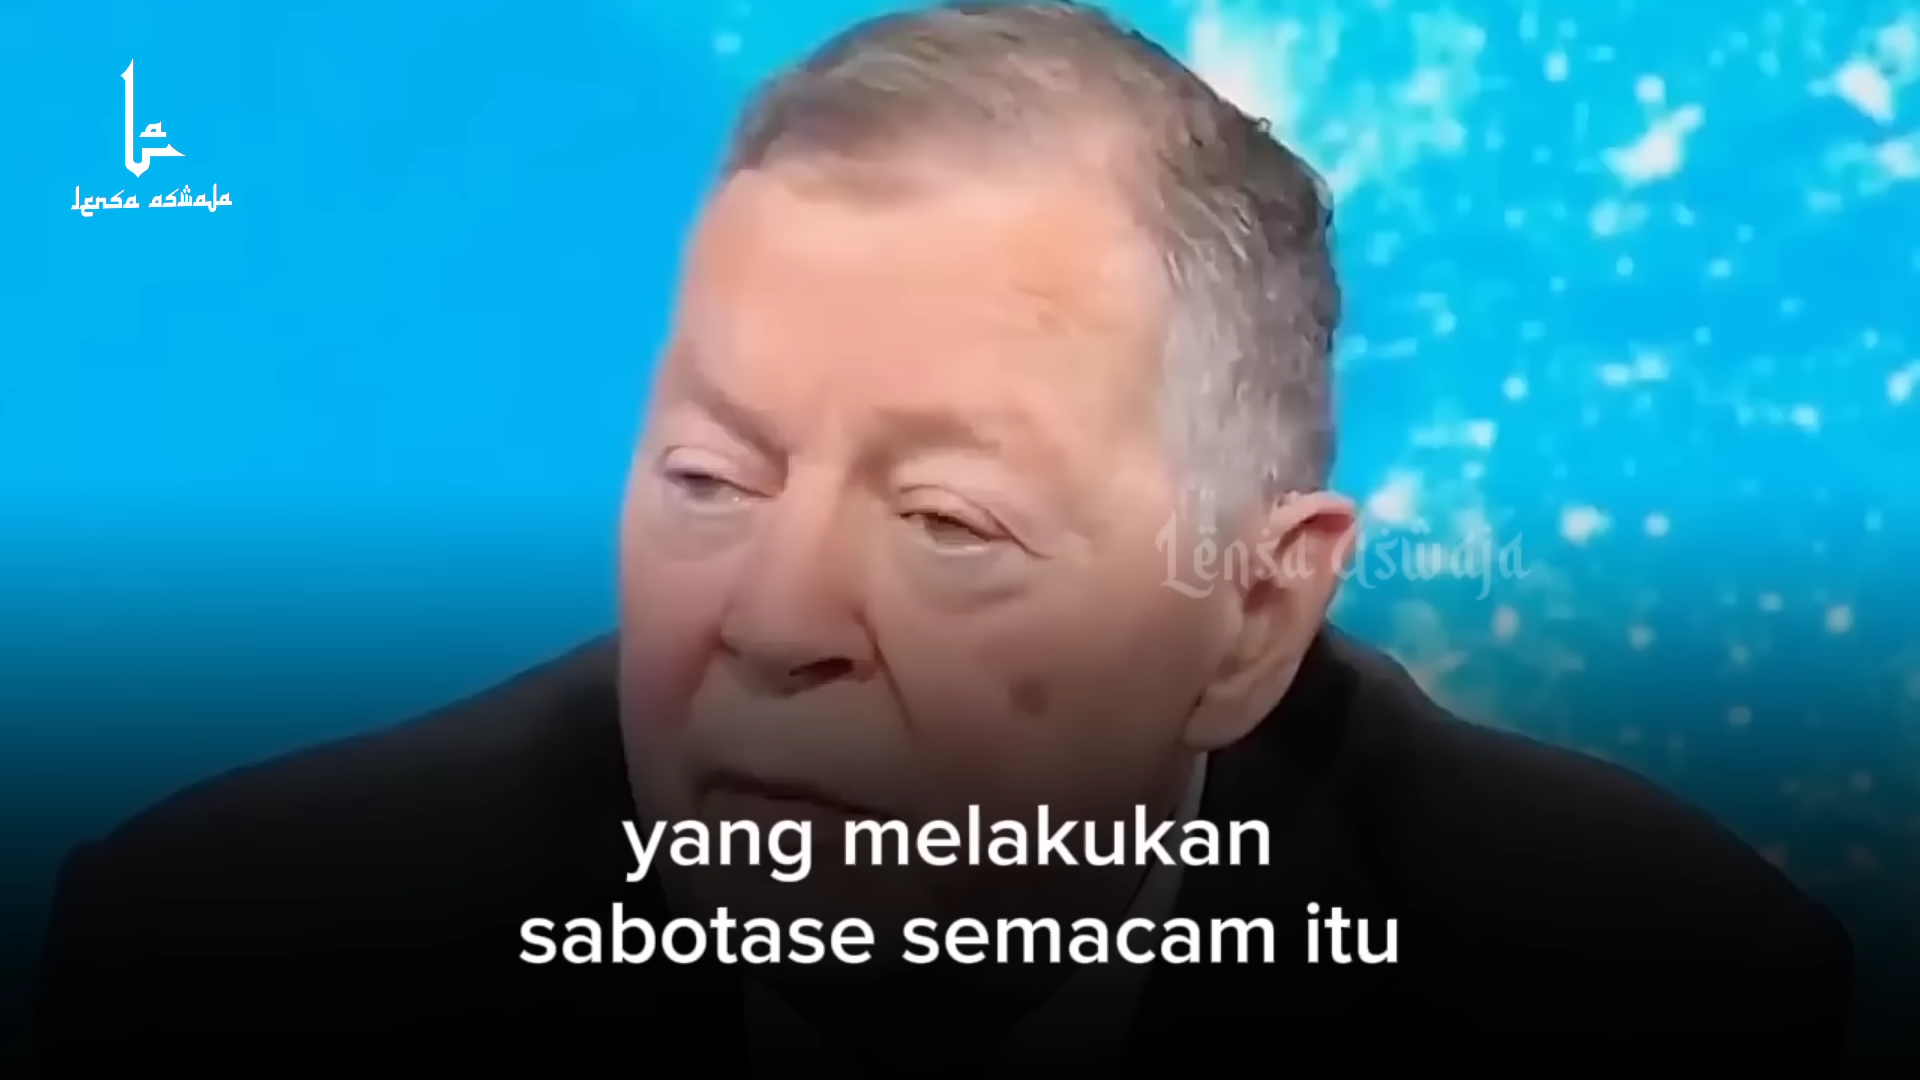 lensa aswaja
Lensa Aswaja
yang melakukan
sabotase semacam itu